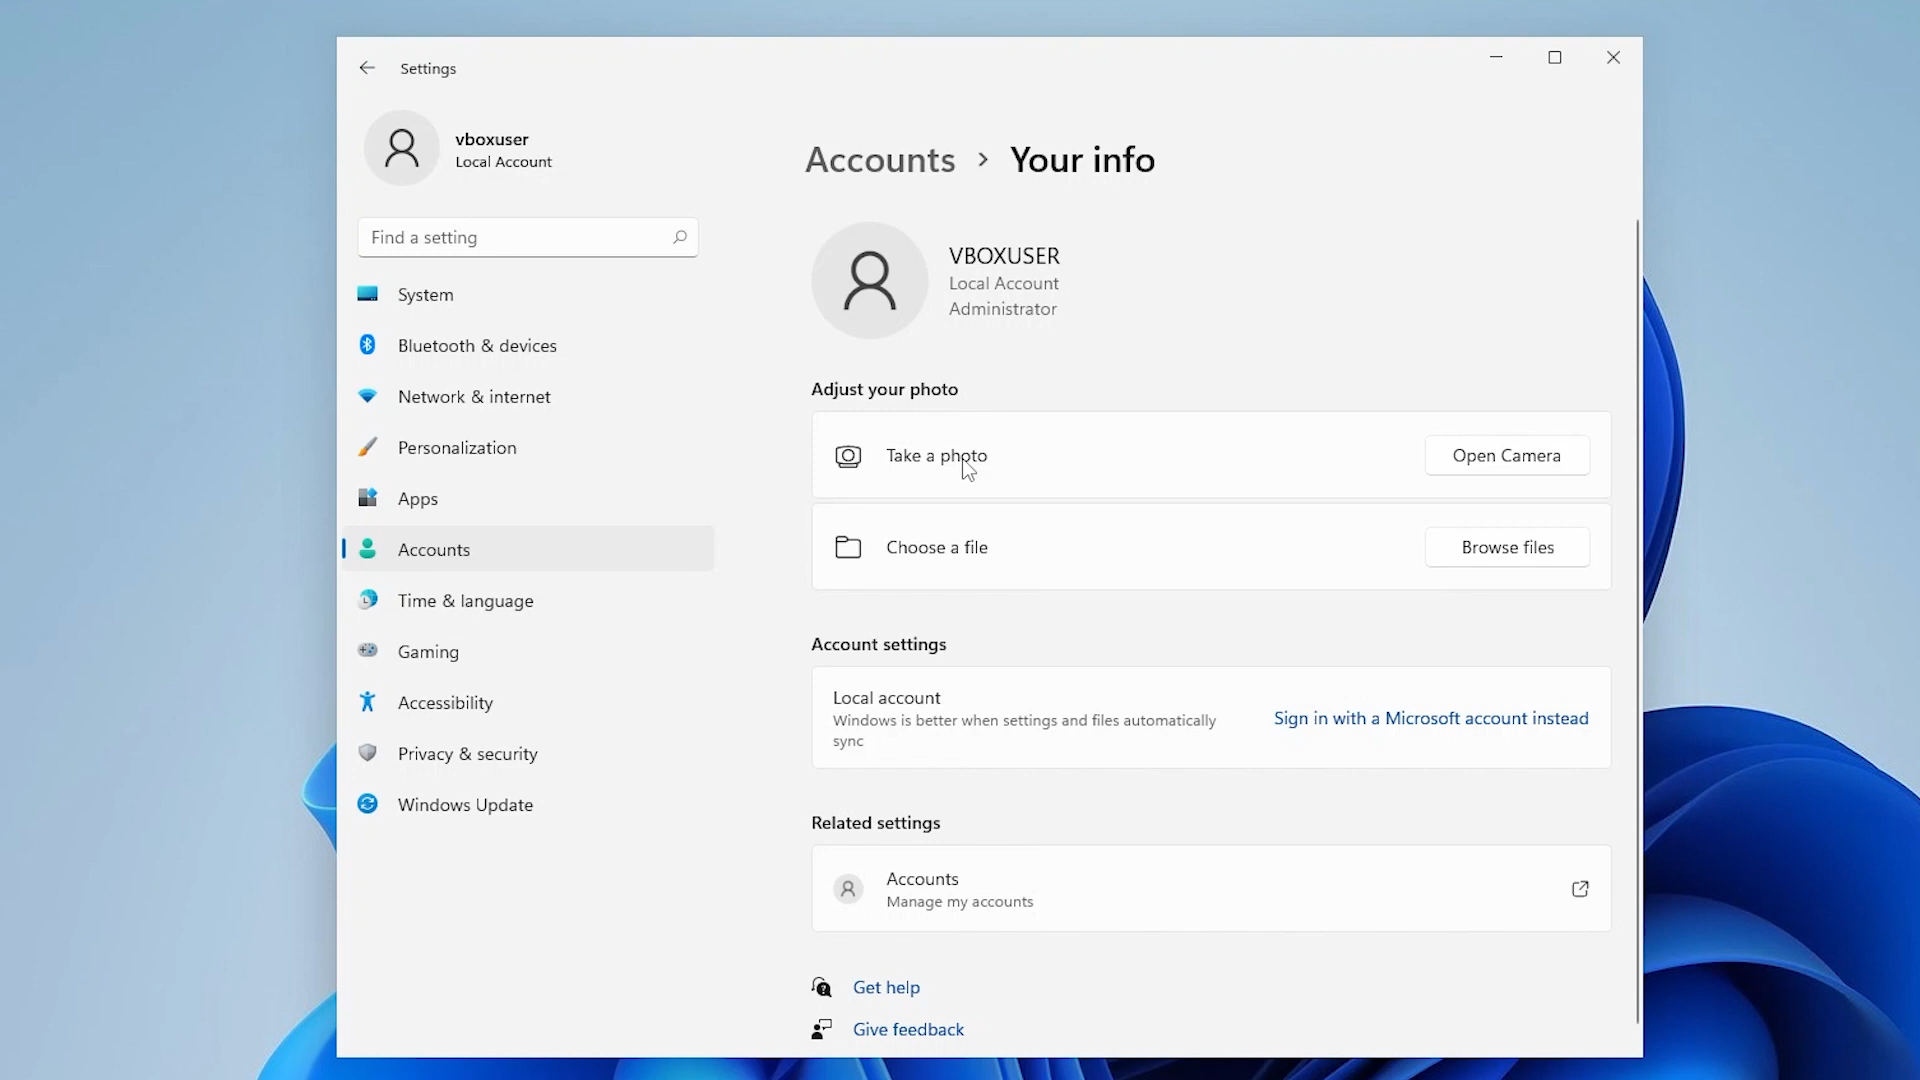 Settings
vboxuser
Local Account
Find a setting
System
Bluetooth & devices
Network & internet
Personalization
Apps
Accounts
Time & language
Gaming
Accessibility
Privacy & security
Windows Update
Accounts > Your info
VBOXUSER
Local Account
Administrator
Adjust your photo
Take a photo
Open Camera
Choose a file
Browse files
Account settings
Local account
Windows is better when settings and files automatically
sync
Sign in with a Microsoft account instead
Related settings
Accounts
Manage my accounts
Get help
Give feedback